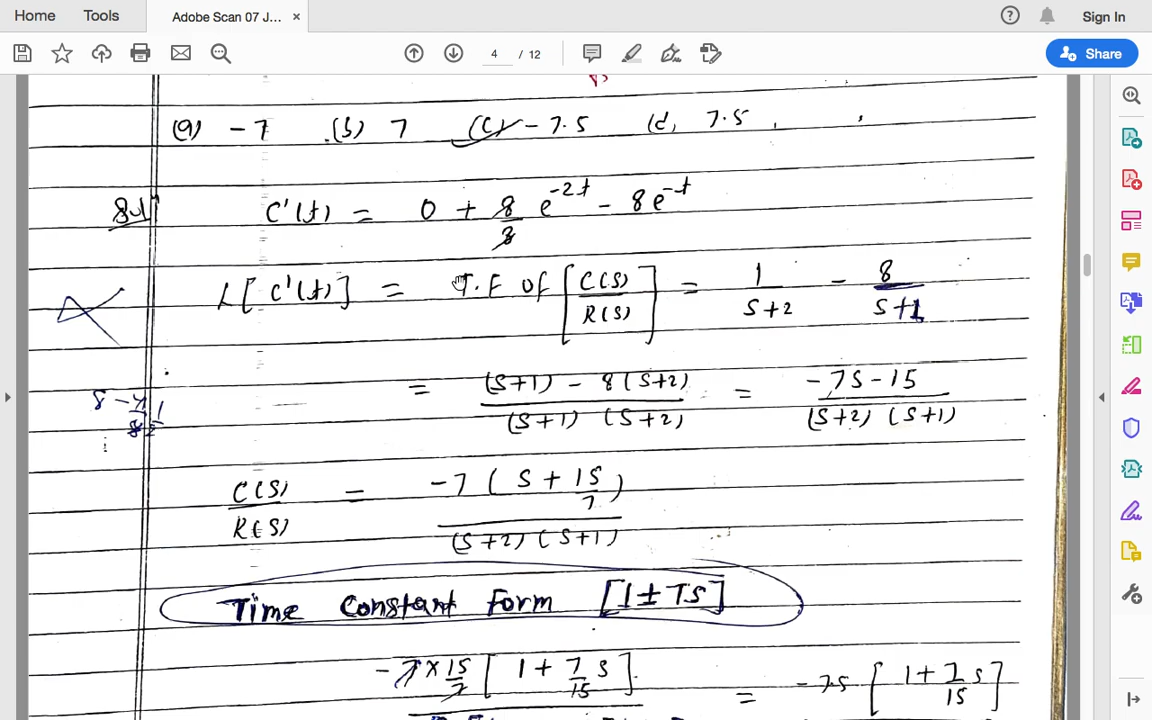 Home Tools Adobe Scan 07 J... × Sign In
4 / 12 Share
(a) -7 (b) 7 (c) -7.5 (d) 7.5
Sol C'(t) = 0 + 8 e^{-2t} - 8e^{-t}
8
L[C'(t)] = T.F of [C(S)/R(S)] = 1/(S+2) - 8/(S+1)
= ((S+1) - 8(S+2))/((S+1)(S+2)) = (-7S-15)/((S+2)(S+1))
C(S)/R(S) = -7(S + 15/7)/((S+2)(S+1))
Time Constant Form [1±TS]
-7×15/7 [1 + 7/15 S] = -7.5 [1 + 7/15 S]